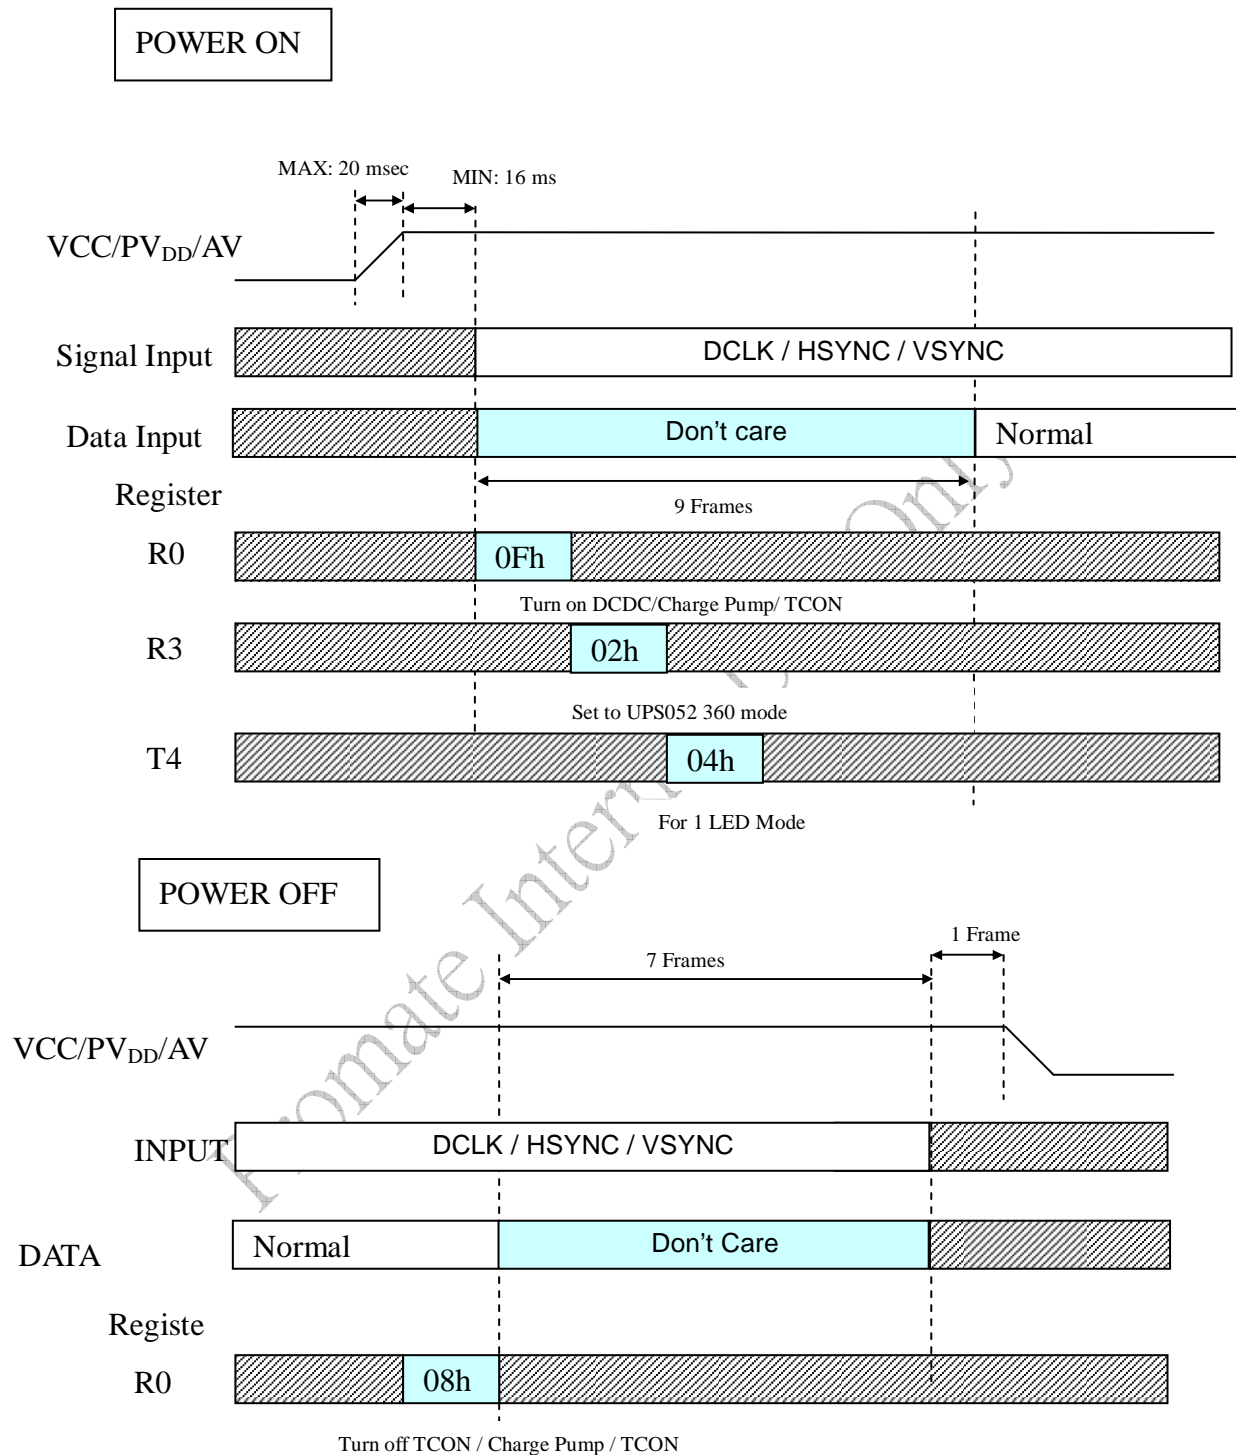 POWER ON
MAX: 20 msec
MIN: 16 ms
VCC/PVDD/AV
Signal Input
DCLK / HSYNC / VSYNC
Data Input
Don't care
Normal
Register
9 Frames
R0
0Fh
Turn on DCDC/Charge Pump/ TCON
R3
02h
Set to UPS052 360 mode
T4
04h
For 1 LED Mode
POWER OFF
1 Frame
7 Frames
VCC/PVDD/AV
INPUT
DCLK / HSYNC / VSYNC
DATA
Normal
Don't Care
Registe
R0
08h
Turn off TCON / Charge Pump / TCON
Promate Inter
Only